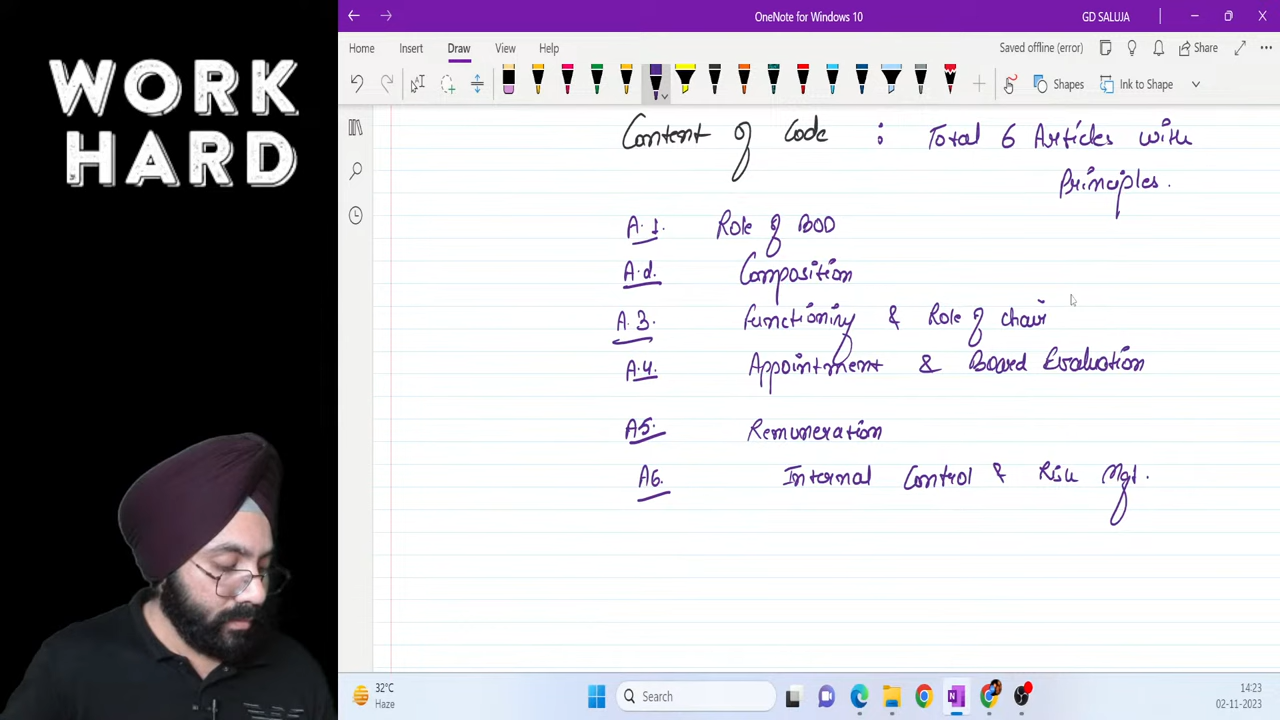 WORK
HARD
OneNote for Windows 10
GD SALUJA
Home Insert Draw View Help
Saved offline (error)
Share
Shapes
Ink to Shape
Content of Code : Total 6 Articles with
Principles.
A.1. Role of BOD
A.2. Composition
A.3. Functioning & Role of chair
A.4. Appointment & Board Evaluation
A5. Remuneration
A6. Internal Control & Risk Mgt.
32°C
Haze
Search
14:23
02-11-2023